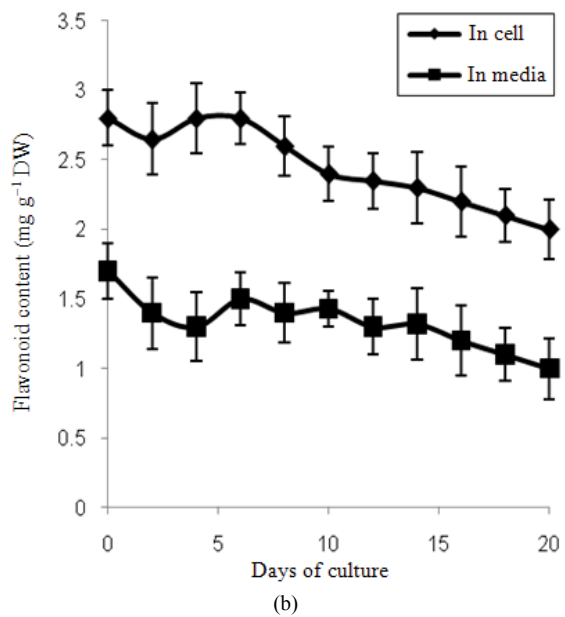 3.5
3
2.5
2
1.5
1
0.5
0
Flavonoid content (mg g⁻¹ DW)
In cell
In media
0 5 10 15 20
Days of culture
(b)